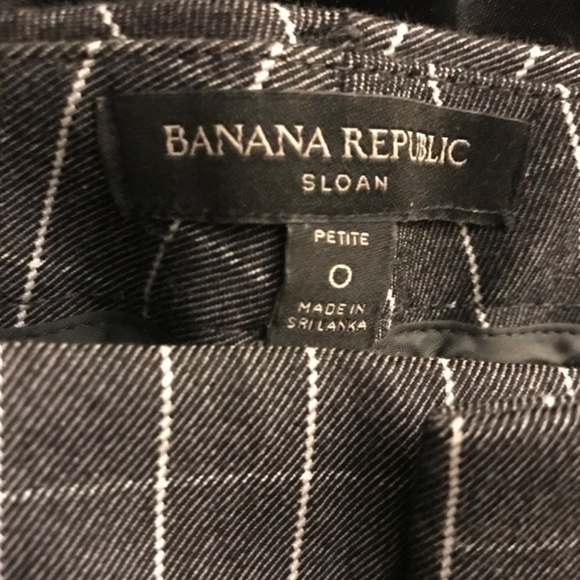 BANANA REPUBLIC
SLOAN
PETITE
0
MADE IN
SRI LANKA